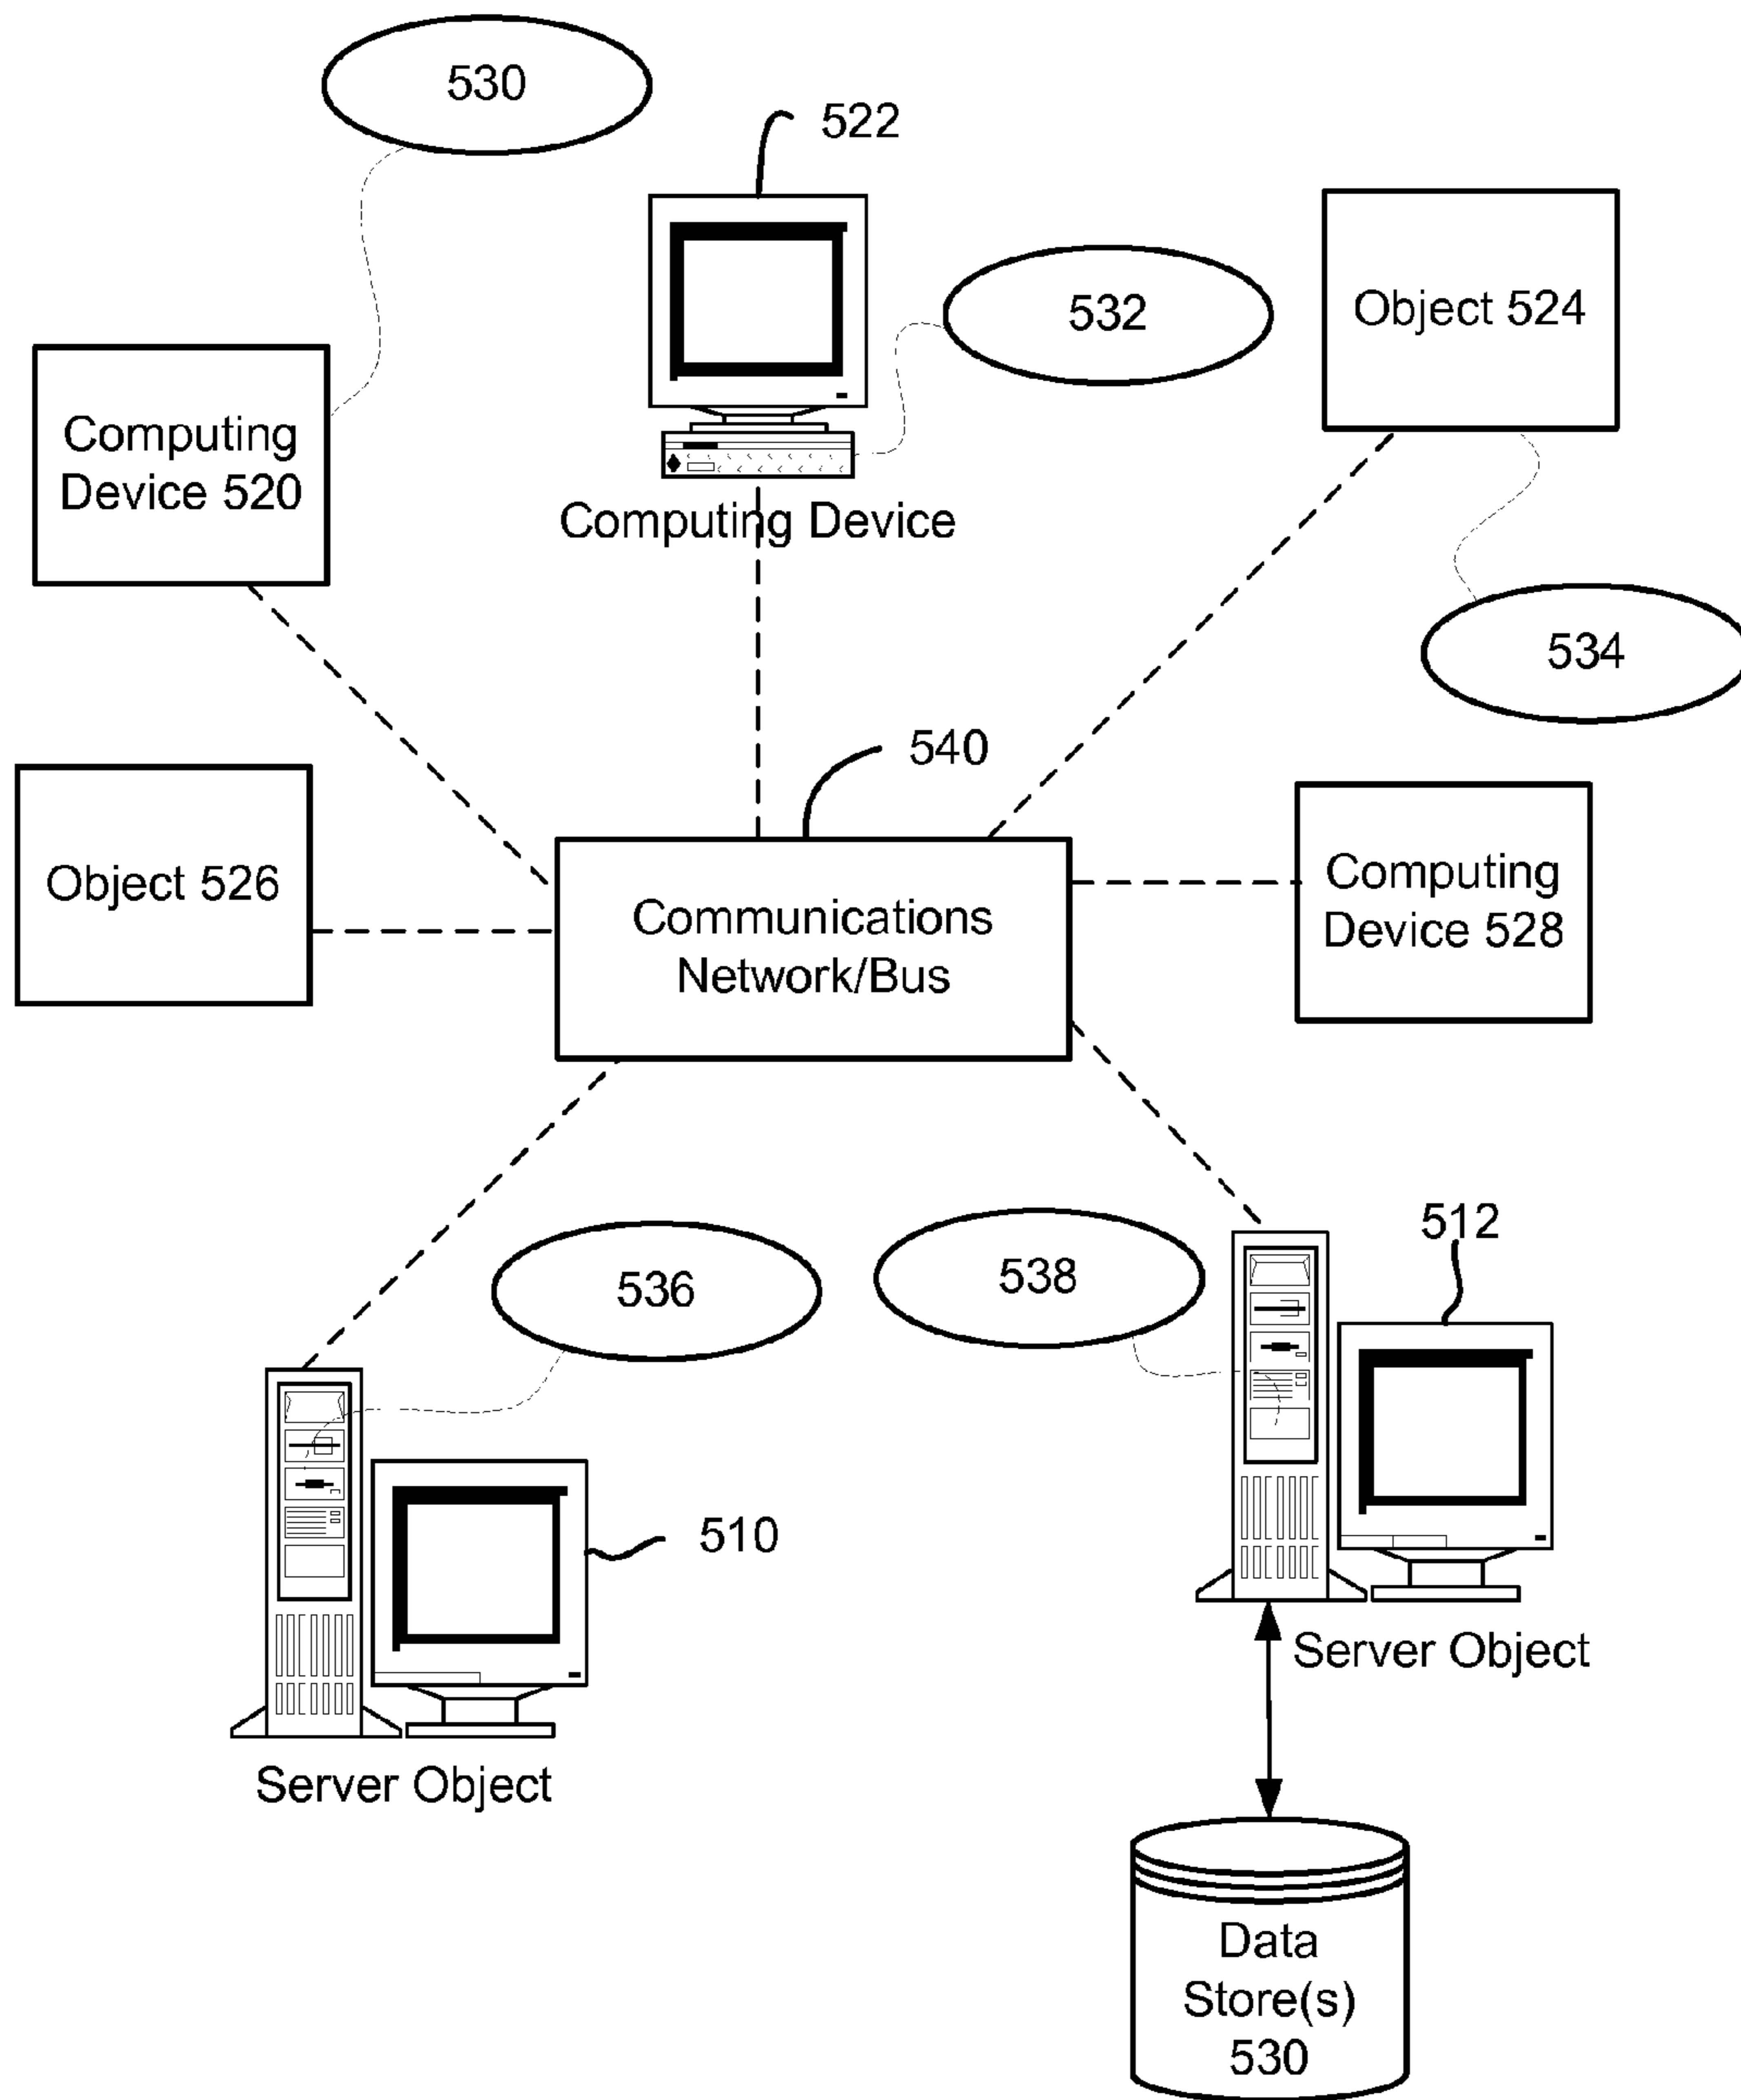 530
522
532
Object 524
Computing
Device 520
Computing Device
534
540
Object 526
Communications
Network/Bus
Computing
Device 528
536
538
512
510
Server Object
Server Object
Data
Store(s)
530